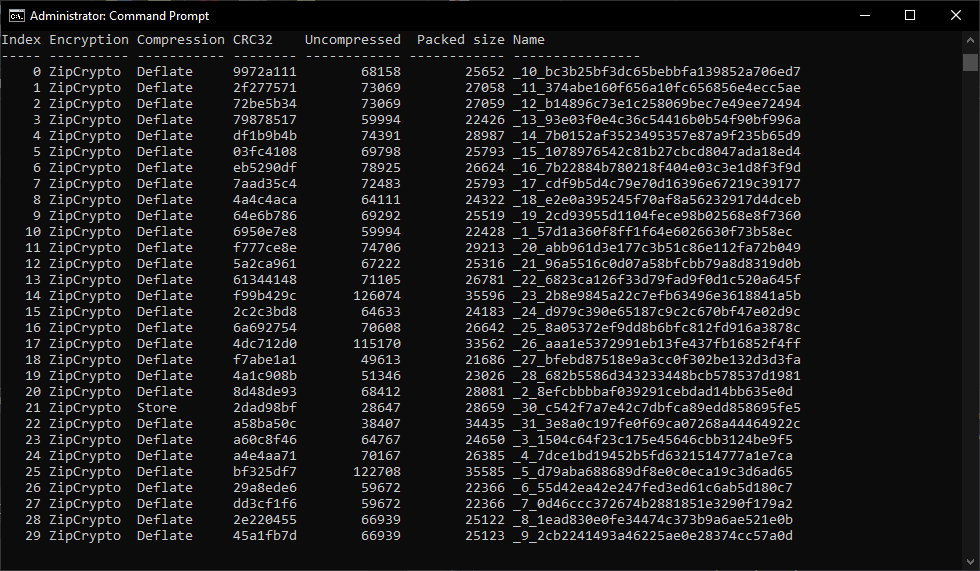 Administrator: Command Prompt
Index Encryption Compression CRC32 Uncompressed Packed size Name
----- ---------- ----------- -------- ------------ ------------ ----------------
0 ZipCrypto Deflate 9972a111 68158 25652 _10_bc3b25bf3dc65bebbfa139852a706ed7
1 ZipCrypto Deflate 2f277571 73069 27058 _11_374abe160f656a10fc656856e4ecc5ae
2 ZipCrypto Deflate 72be5b34 73069 27059 _12_b14896c73e1c258069bec7e49ee72494
3 ZipCrypto Deflate 79878517 59994 22426 _13_93e03f0e4c36c54416b0b54f90bf996a
4 ZipCrypto Deflate df1b9b4b 74391 28987 _14_7b0152af3523495357e87a9f235b65d9
5 ZipCrypto Deflate 03fc4108 69798 25793 _15_1078976542c81b27cbcd8047ada18ed4
6 ZipCrypto Deflate eb5290df 78925 26624 _16_7b22884b780218f404e03c3e1d8f3f9d
7 ZipCrypto Deflate 7aad35c4 72483 25793 _17_cdf9b5d4c79e70d16396e67219c39177
8 ZipCrypto Deflate 4a4c4aca 64111 24322 _18_e2e0a395245f70af8a56232917d4dceb
9 ZipCrypto Deflate 64e6b786 69292 25519 _19_2cd93955d1104fece98b02568e8f7360
10 ZipCrypto Deflate 6950e7e8 59994 22428 _1_57d1a360f8ff1f64e6026630f73b58ec
11 ZipCrypto Deflate f777ce8e 74706 29213 _20_abb961d3e177c3b51c86e112fa72b049
12 ZipCrypto Deflate 5a2ca961 67222 25316 _21_96a5516c0d07a58bfcbb79a8d8319d0b
13 ZipCrypto Deflate 61344148 71105 26781 _22_6823ca126f33d79fad9f0d1c520a645f
14 ZipCrypto Deflate f99b429c 126074 35596 _23_2b8e9845a22c7efb63496e3618841a5b
15 ZipCrypto Deflate 2c2c3bd8 64633 24183 _24_d979c390e65187c9c2c670bf47e02d9c
16 ZipCrypto Deflate 6a692754 70608 26642 _25_8a05372ef9dd8b6bfc812fd916a3878c
17 ZipCrypto Deflate 4dc712d0 115170 33562 _26_aaa1e5372991eb13fe437fb16852f4ff
18 ZipCrypto Deflate f7abe1a1 49613 21686 _27_bfebd87518e9a3cc0f302be132d3d3fa
19 ZipCrypto Deflate 4a1c908b 51346 23026 _28_682b5586d343233448bcb578537d1981
20 ZipCrypto Deflate 8d48de93 68412 28081 _2_8efcbbbbaf039291cebdad14bb635e0d
21 ZipCrypto Store 2dad98bf 28647 28659 _30_c542f7a7e42c7dbfca89edd858695fe5
22 ZipCrypto Deflate a58ba50c 38407 34435 _31_3e8a0c197fe0f69ca07268a44464922c
23 ZipCrypto Deflate a60c8f46 64767 24650 _3_1504c64f23c175e45646cbb3124be9f5
24 ZipCrypto Deflate a4e4aa71 70167 26385 _4_7dce1bd19452b5fd6321514777a1e7ca
25 ZipCrypto Deflate bf325df7 122708 35585 _5_d79aba688689df8e0c0eca19c3d6ad65
26 ZipCrypto Deflate 29a8ede6 59672 22366 _6_55d42ea42e247fed3ed61c6ab5d180c7
27 ZipCrypto Deflate dd3cf1f6 59672 22366 _7_0d46ccc372674b2881851e3290f179a2
28 ZipCrypto Deflate 2e220455 66939 25122 _8_1ead830e0fe34474c373b9a6ae521e0b
29 ZipCrypto Deflate 45a1fb7d 66939 25123 _9_2cb2241493a46225ae0e28374cc57a0d